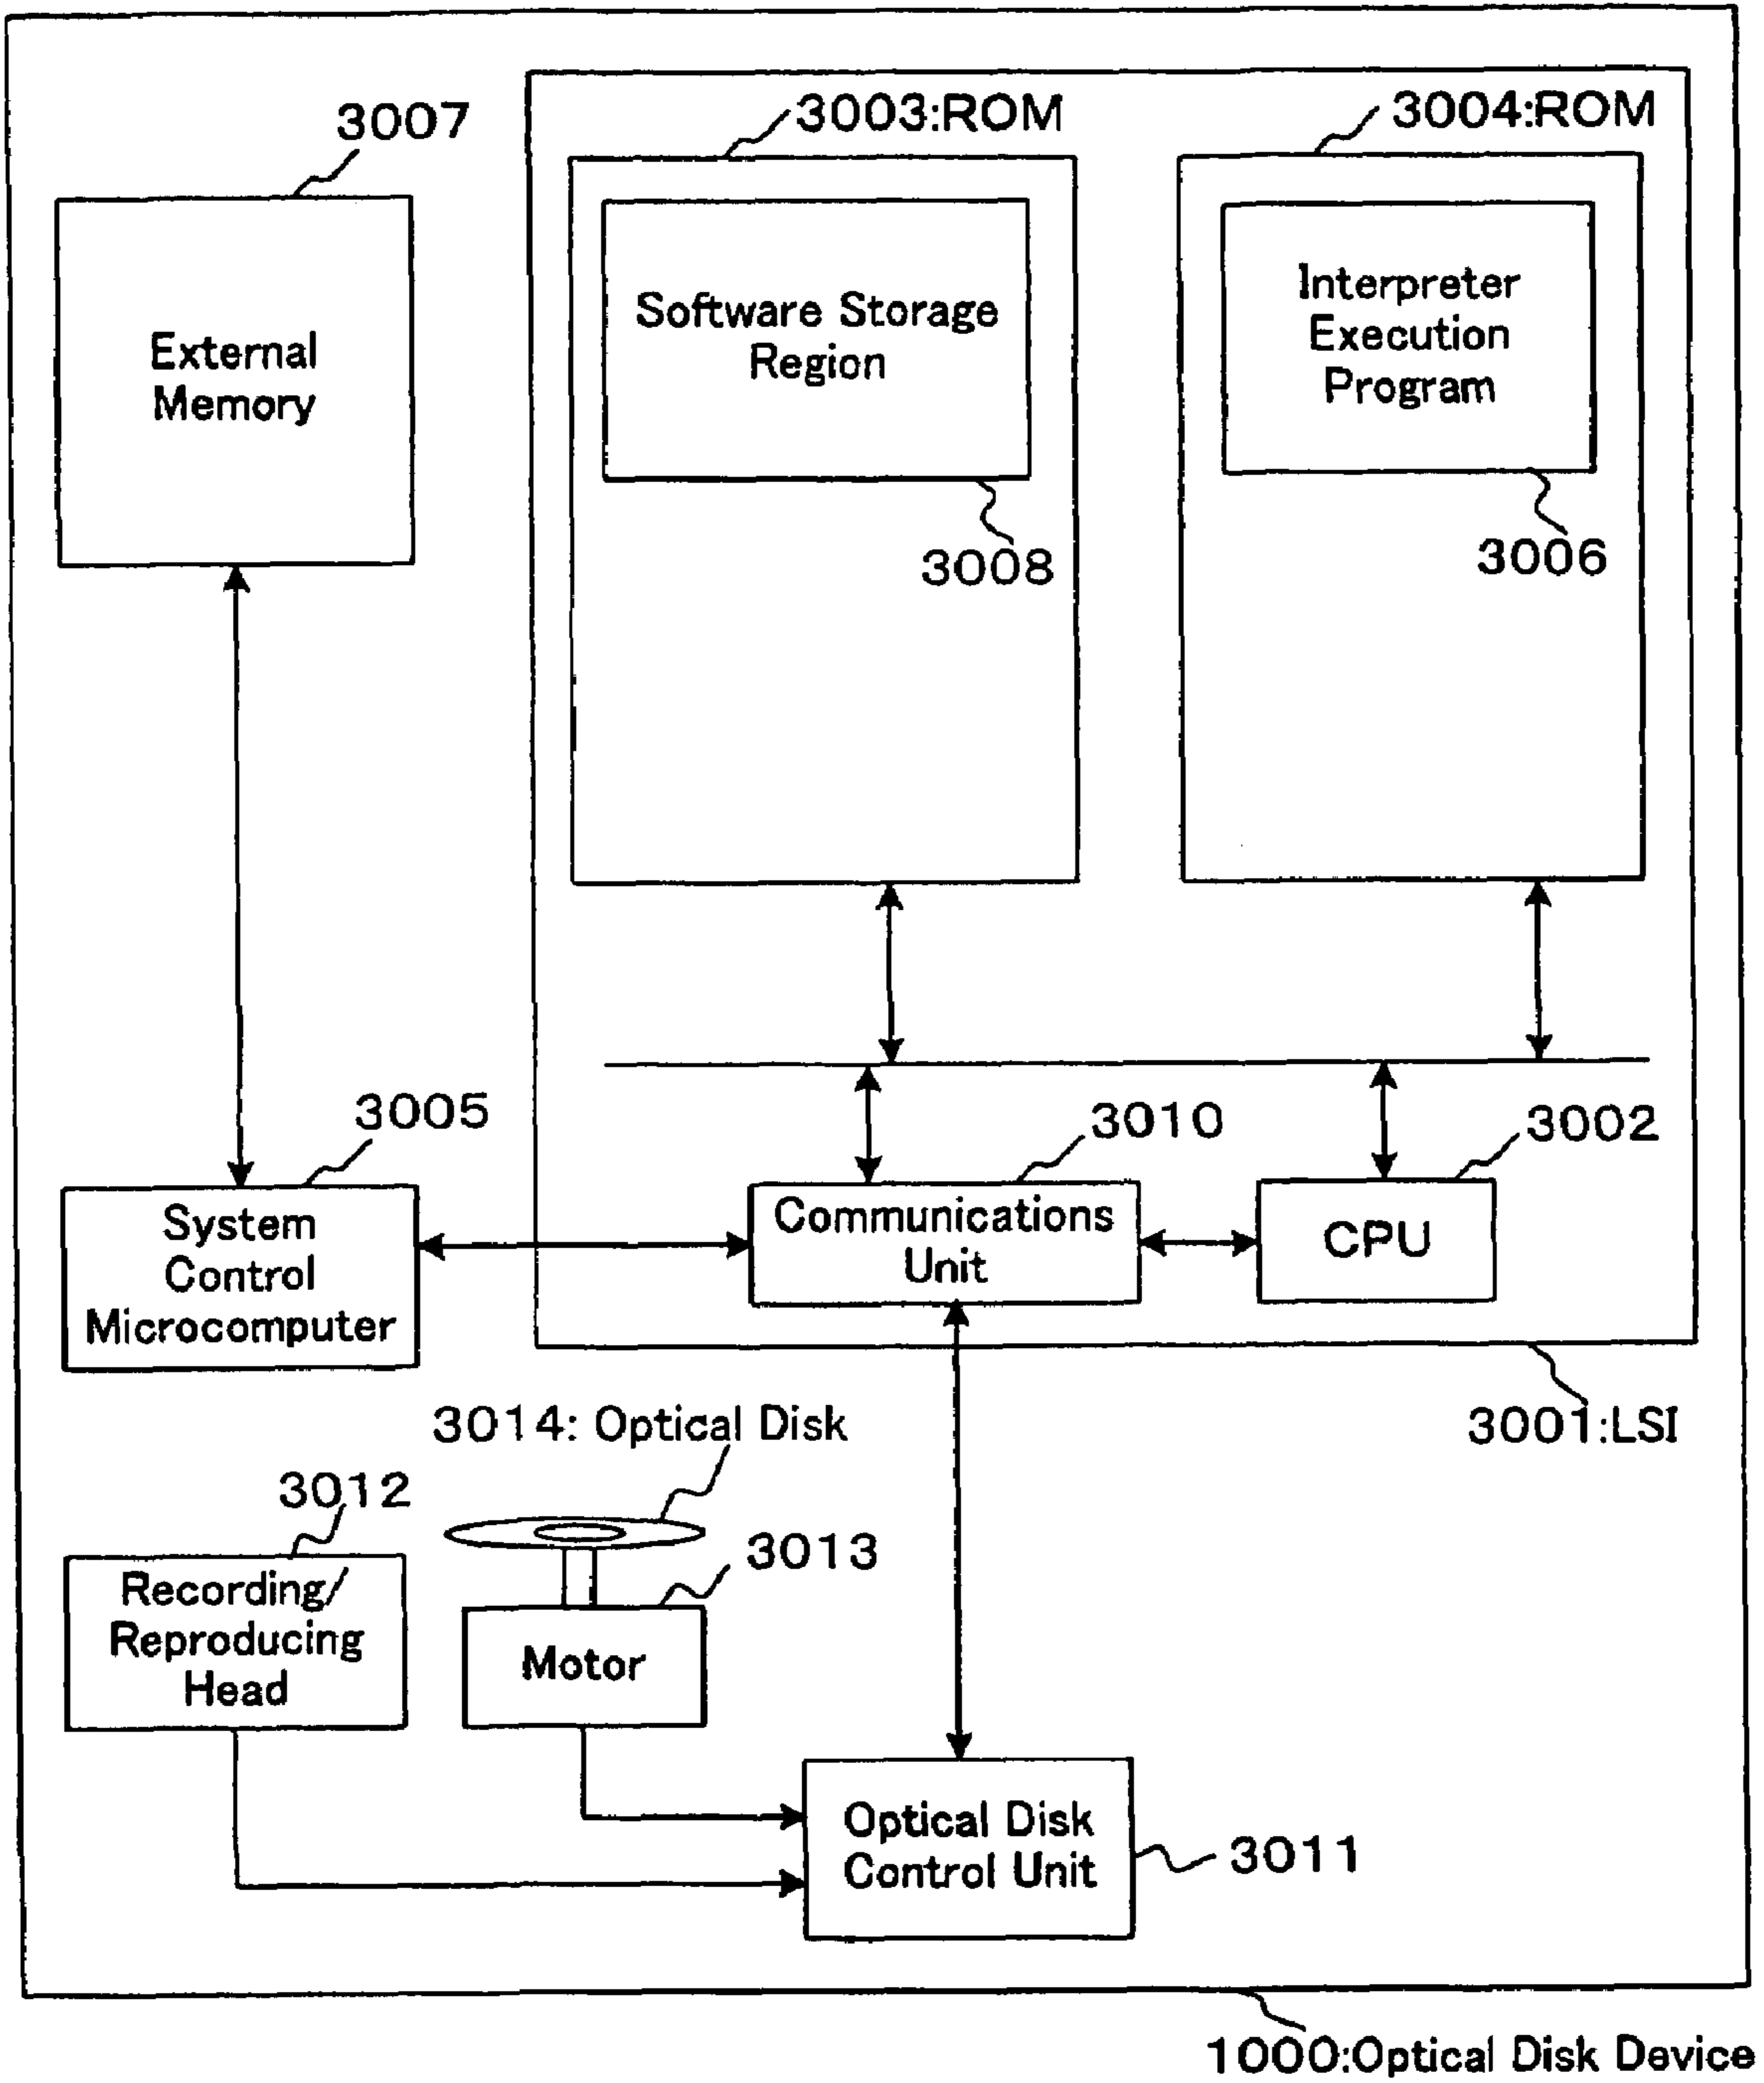 3007
3003:ROM
3004:ROM
External
Memory
Software Storage
Region
Interpreter
Execution
Program
3008
3006
3005
3010
3002
System
Control
Microcomputer
Communications
Unit
CPU
3014: Optical Disk
3001:LSI
3012
3013
Recording/
Reproducing
Head
Motor
Optical Disk
Control Unit
3011
1000:Optical Disk Device